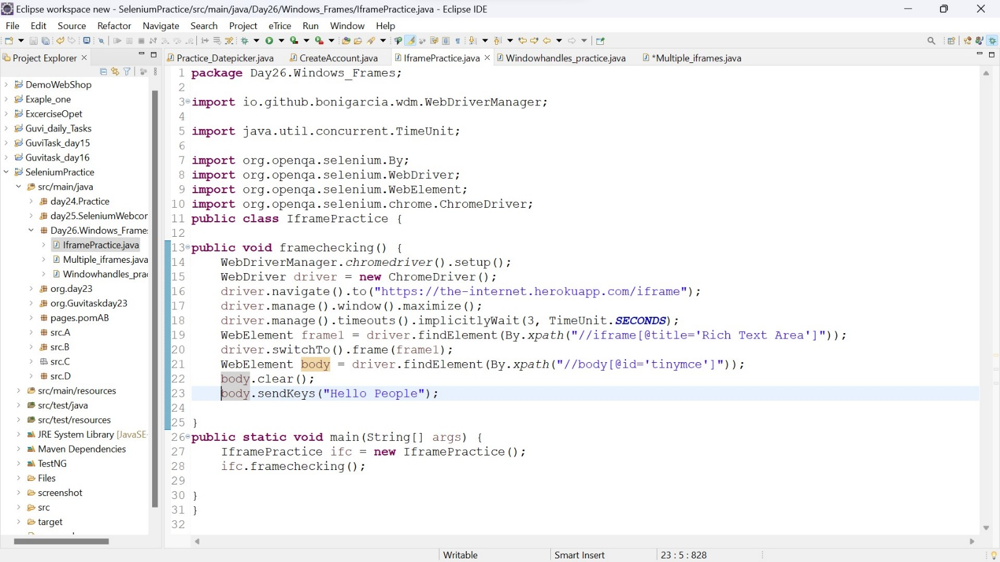 Eclipse workspace new - SeleniumPractice/src/main/java/Day26/Windows_Frames/IframePractice.java - Eclipse IDE
File Edit Source Refactor Navigate Search Project eTrice Run Window Help
Project Explorer
Practice_Datepicker.java CreateAccount.java IframePractice.java Windowhandles_practice.java *Multiple_iframes.java
DemoWebShop
Exaple_one
ExcerciseOpet
Guvi_daily_Tasks
GuviTask_day15
Guvitask_day16
SeleniumPractice
src/main/java
day24.Practice
day25.SeleniumWebcor
Day26.Windows_Frame
IframePractice.java
Multiple_iframes.java
Windowhandles_prac
org.day23
org.Guvitaskday23
pages.pomAB
src.A
src.B
src.C
src.D
src/main/resources
src/test/java
src/test/resources
JRE System Library [JavaSE-
Maven Dependencies
TestNG
Files
screenshot
src
target
1 package Day26.Windows_Frames;
2
3 import io.github.bonigarcia.wdm.WebDriverManager;
4
5 import java.util.concurrent.TimeUnit;
6
7 import org.openqa.selenium.By;
8 import org.openqa.selenium.WebDriver;
9 import org.openqa.selenium.WebElement;
10 import org.openqa.selenium.chrome.ChromeDriver;
11 public class IframePractice {
12
13 public void framechecking() {
14 WebDriverManager.chromedriver().setup();
15 WebDriver driver = new ChromeDriver();
16 driver.navigate().to("https://the-internet.herokuapp.com/iframe");
17 driver.manage().window().maximize();
18 driver.manage().timeouts().implicitlyWait(3, TimeUnit.SECONDS);
19 WebElement frame1 = driver.findElement(By.xpath("//iframe[@title='Rich Text Area']"));
20 driver.switchTo().frame(frame1);
21 WebElement body = driver.findElement(By.xpath("//body[@id='tinymce']"));
22 body.clear();
23 body.sendKeys("Hello People");
24
25 }
26 public static void main(String[] args) {
27 IframePractice ifc = new IframePractice();
28 ifc.framechecking();
29
30 }
31 }
32
Writable Smart Insert 23 : 5 : 828